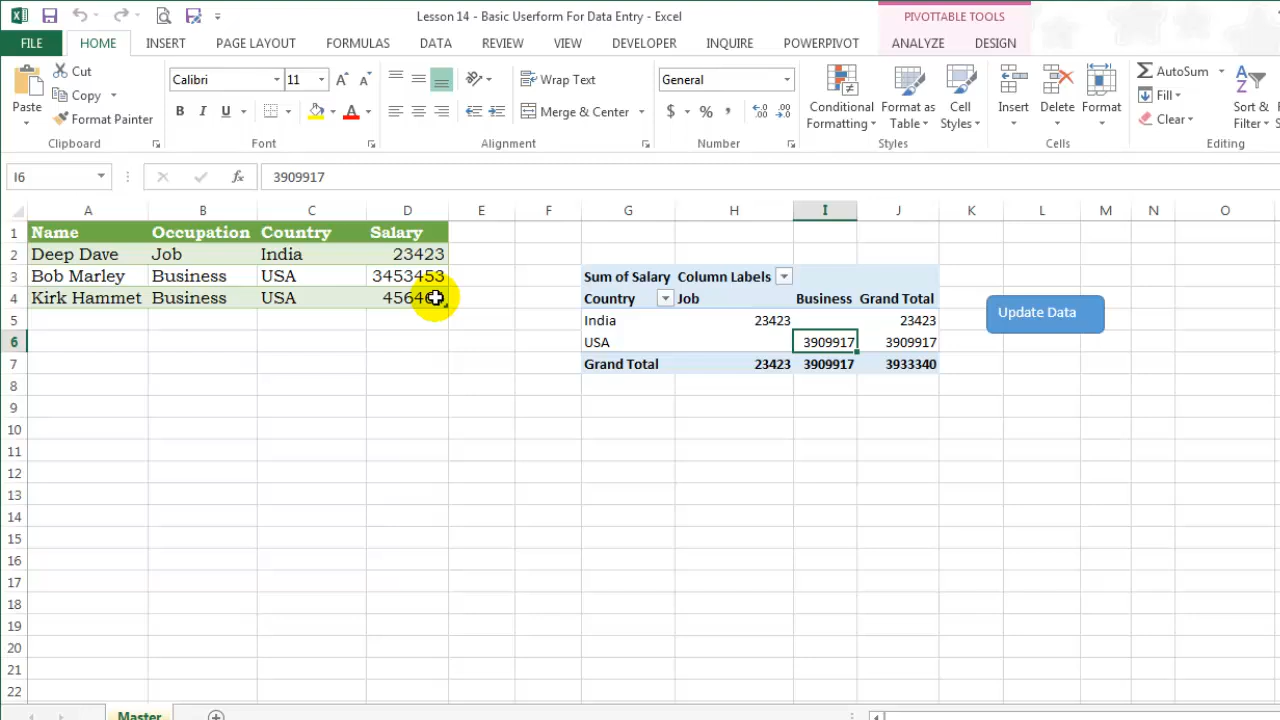 Lesson 14 - Basic Userform For Data Entry - Excel
PIVOTTABLE TOOLS
FILE HOME INSERT PAGE LAYOUT FORMULAS DATA REVIEW VIEW DEVELOPER INQUIRE POWERPIVOT ANALYZE DESIGN
Paste
Cut
Copy
Format Painter
Clipboard
Calibri 11
B I U A
Font
Wrap Text
Merge & Center
Alignment
General
$ % ,
Number
Conditional Formatting
Format as Table
Cell Styles
Styles
Insert Delete Format
Cells
AutoSum
Fill
Clear
Sort &
Filter
Editing
I6 fx 3909917
A B C D E F G H I J K L M N O
1 Name Occupation Country Salary
2 Deep Dave Job India 23423
3 Bob Marley Business USA 3453453 Sum of Salary Column Labels
4 Kirk Hammet Business USA Country Job Business Grand Total
Update Data
5 India 23423 23423
6 USA 3909917 3909917
7 Grand Total 23423 3909917 3933340
8
9
10
11
12
13
14
15
16
17
18
19
20
21
22
Master